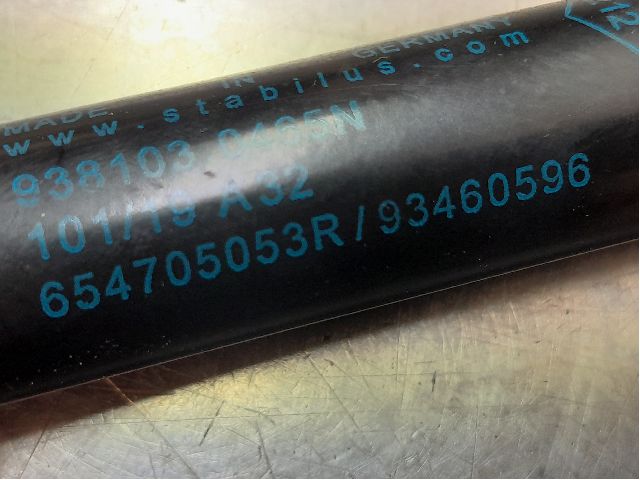 MADE IN GERMANY
www.stabilus.com
938103 0465N
101/19 A32
654705053R / 93460596